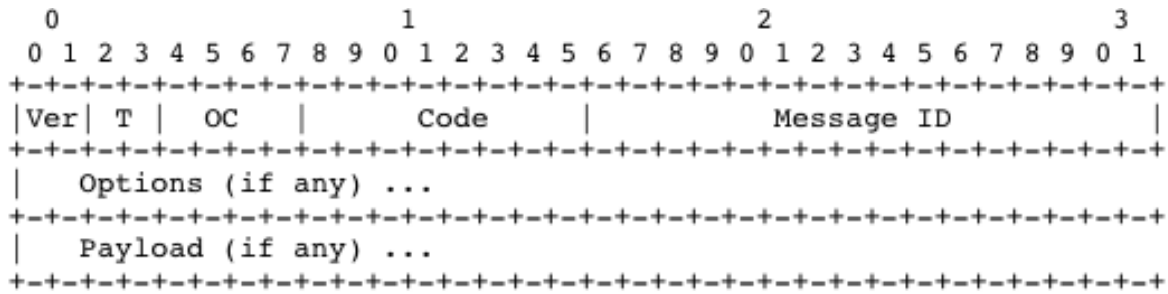 0                   1                   2                   3
 0 1 2 3 4 5 6 7 8 9 0 1 2 3 4 5 6 7 8 9 0 1 2 3 4 5 6 7 8 9 0 1
+-+-+-+-+-+-+-+-+-+-+-+-+-+-+-+-+-+-+-+-+-+-+-+-+-+-+-+-+-+-+-+-+
|Ver| T |  OC   |      Code     |          Message ID           |
+-+-+-+-+-+-+-+-+-+-+-+-+-+-+-+-+-+-+-+-+-+-+-+-+-+-+-+-+-+-+-+-+
|   Options (if any) ...
+-+-+-+-+-+-+-+-+-+-+-+-+-+-+-+-+-+-+-+-+-+-+-+-+-+-+-+-+-+-+-+-+
|   Payload (if any) ...
+-+-+-+-+-+-+-+-+-+-+-+-+-+-+-+-+-+-+-+-+-+-+-+-+-+-+-+-+-+-+-+-+